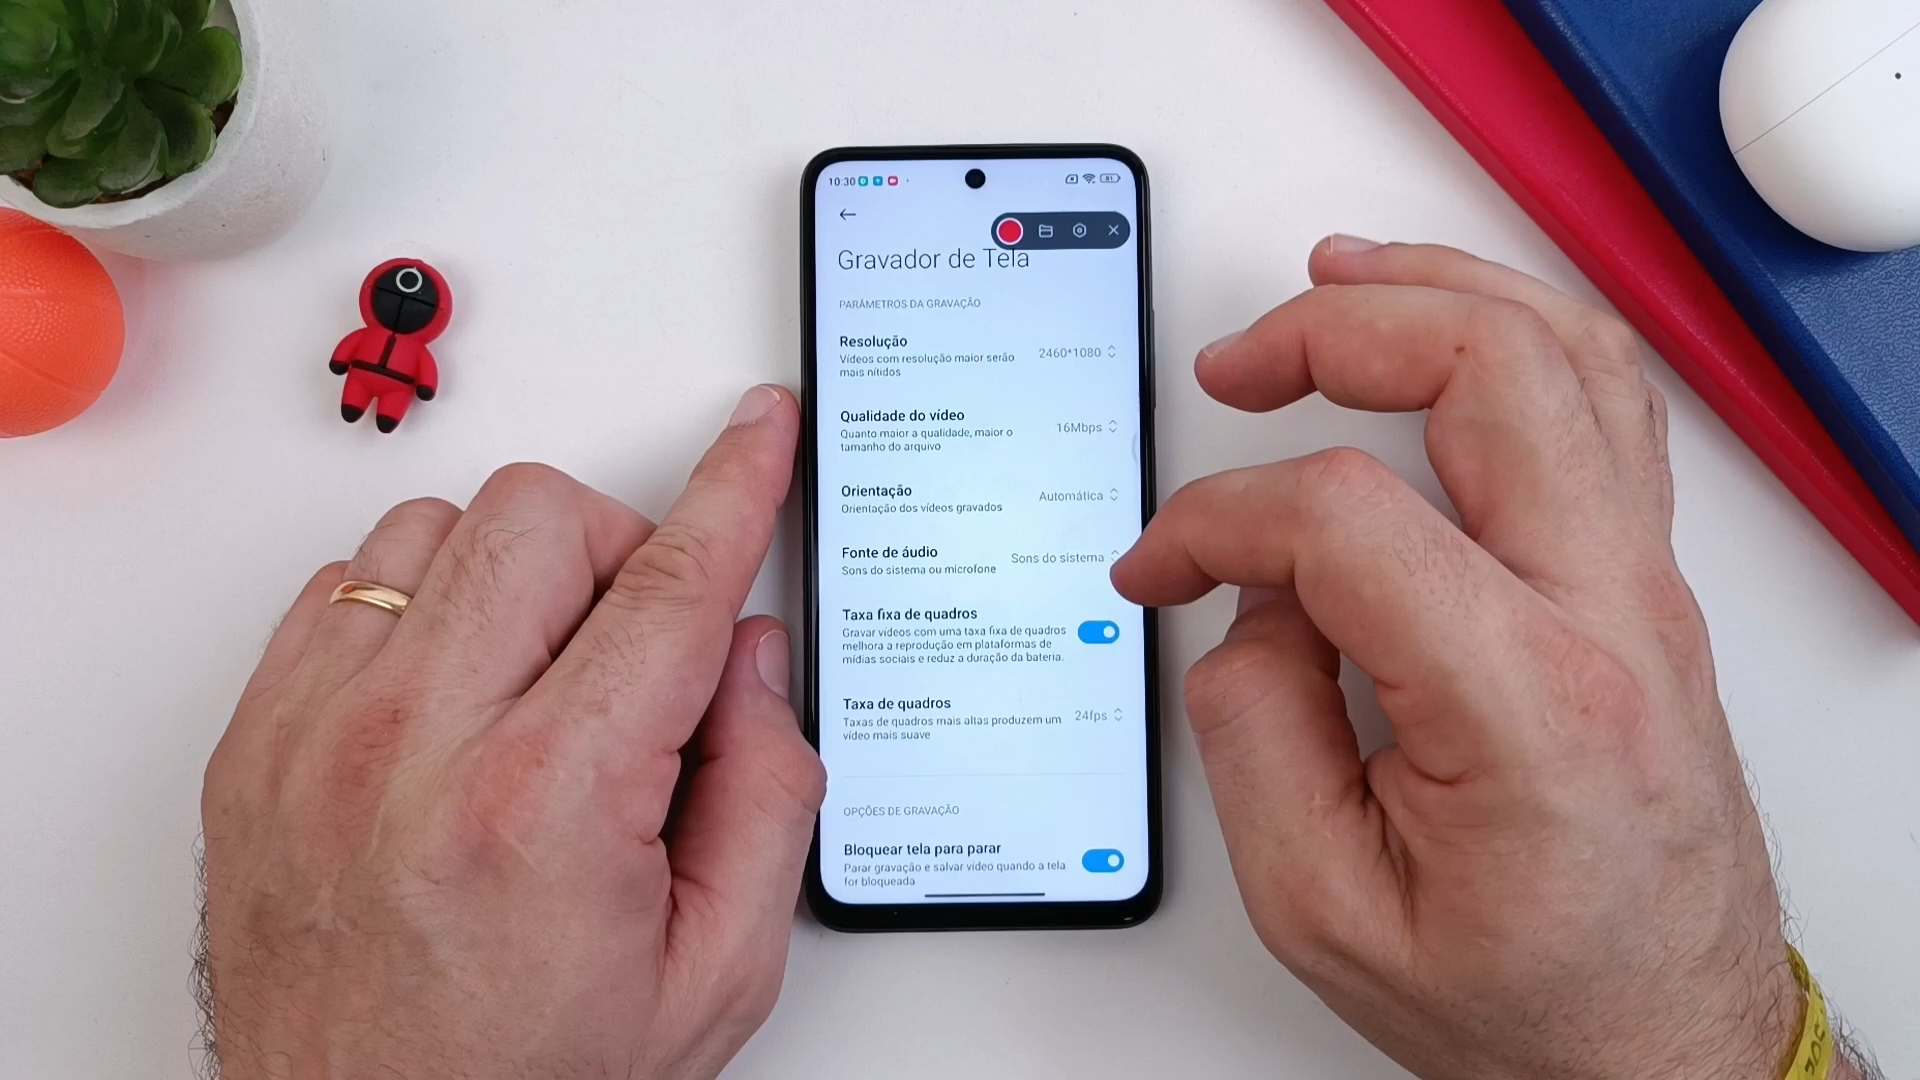 10:30
81
Gravador de Tela
PARÂMETROS DA GRAVAÇÃO
Resolução
Vídeos com resolução maior serão
mais nítidos
2460*1080
Qualidade do vídeo
Quanto maior a qualidade, maior o
tamanho do arquivo
16Mbps
Orientação
Orientação dos vídeos gravados
Automática
Fonte de áudio
Sons do sistema ou microfone
Sons do sistema
Taxa fixa de quadros
Gravar vídeos com uma taxa fixa de quadros
melhora a reprodução em plataformas de
mídias sociais e reduz a duração da bateria.
Taxa de quadros
Taxas de quadros mais altas produzem um
vídeo mais suave
24fps
OPÇÕES DE GRAVAÇÃO
Bloquear tela para parar
Parar gravação e salvar vídeo quando a tela
for bloqueada